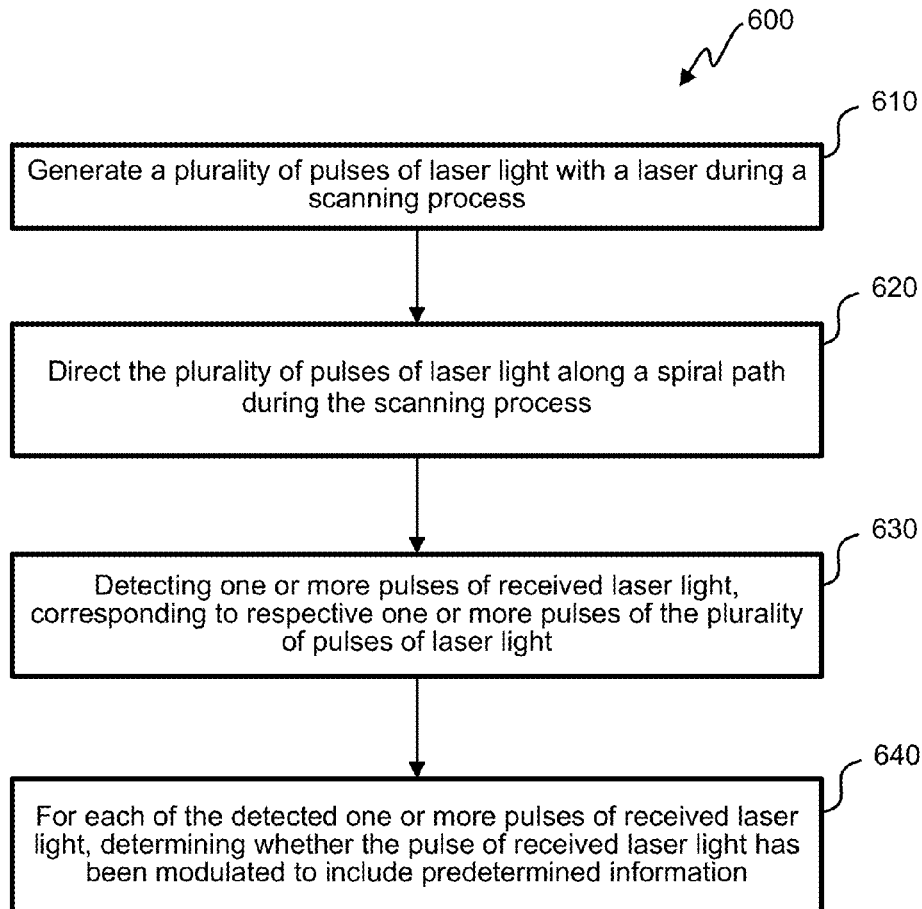 600
610
Generate a plurality of pulses of laser light with a laser during a
scanning process
620
Direct the plurality of pulses of laser light along a spiral path
during the scanning process
630
Detecting one or more pulses of received laser light,
corresponding to respective one or more pulses of the plurality
of pulses of laser light
640
For each of the detected one or more pulses of received laser
light, determining whether the pulse of received laser light has
been modulated to include predetermined information